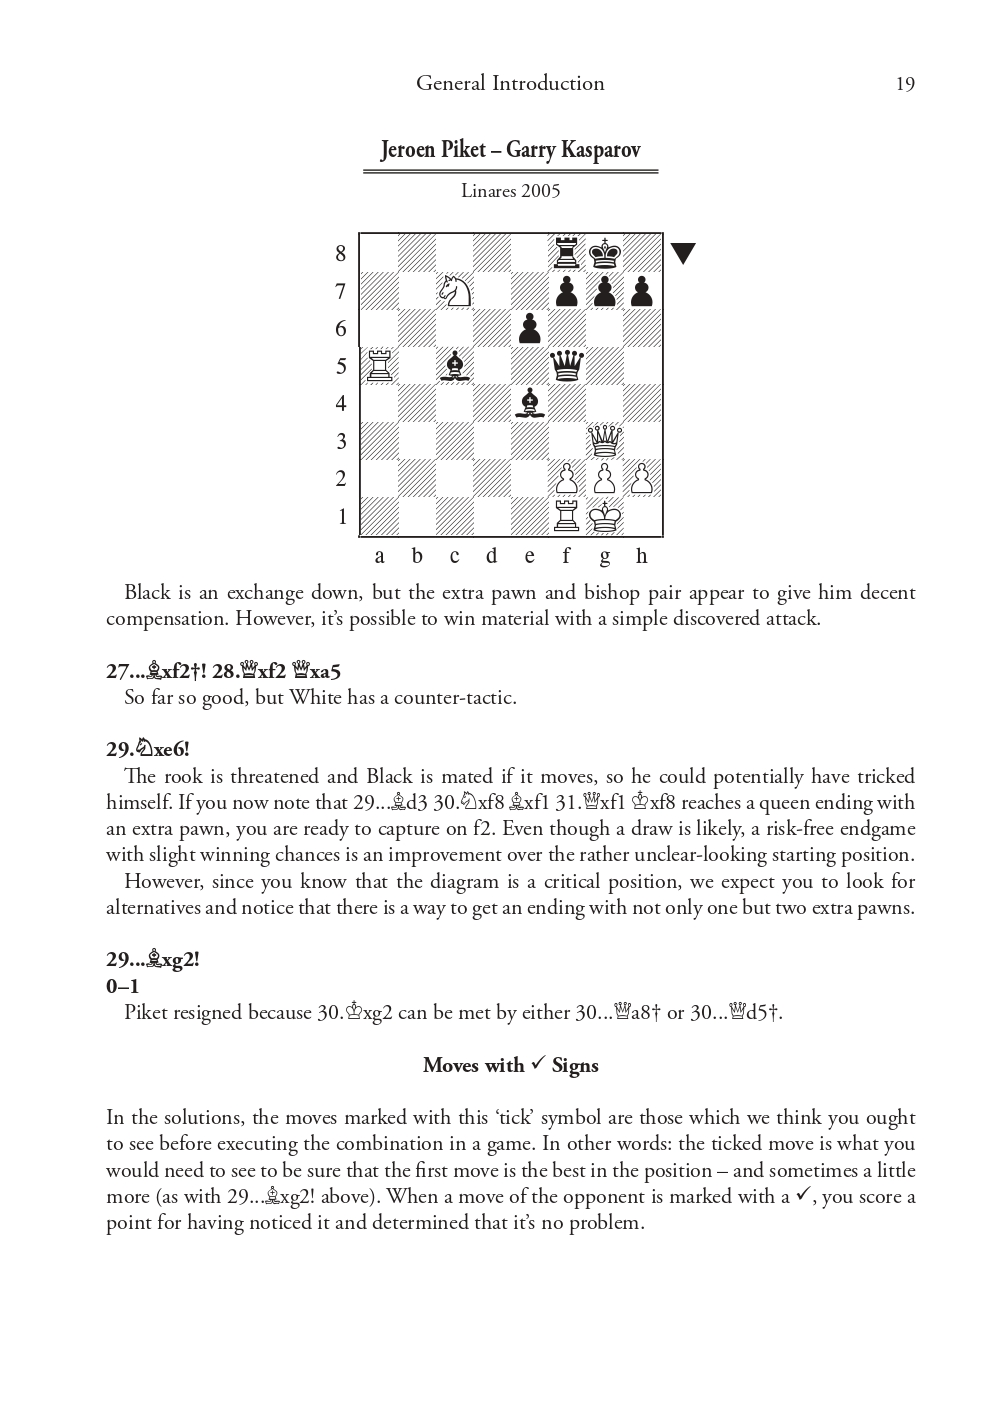 General Introduction 19
Jeroen Piket – Garry Kasparov
Linares 2005
8
7
6
5
4
3
2
1
a b c d e f g h
Black is an exchange down, but the extra pawn and bishop pair appear to give him decent
compensation. However, it’s possible to win material with a simple discovered attack.
27...♗xf2†! 28.♕xf2 ♕xa5
So far so good, but White has a counter-tactic.
29.♘xe6!
The rook is threatened and Black is mated if it moves, so he could potentially have tricked
himself. If you now note that 29...♗d3 30.♘xf8 ♗xf1 31.♕xf1 ♔xf8 reaches a queen ending with
an extra pawn, you are ready to capture on f2. Even though a draw is likely, a risk-free endgame
with slight winning chances is an improvement over the rather unclear-looking starting position.
However, since you know that the diagram is a critical position, we expect you to look for
alternatives and notice that there is a way to get an ending with not only one but two extra pawns.
29...♗xg2!
0–1
Piket resigned because 30.♔xg2 can be met by either 30...♕a8† or 30...♕d5†.
Moves with ✓ Signs
In the solutions, the moves marked with this ‘tick’ symbol are those which we think you ought
to see before executing the combination in a game. In other words: the ticked move is what you
would need to see to be sure that the first move is the best in the position – and sometimes a little
more (as with 29...♗xg2! above). When a move of the opponent is marked with a ✓, you score a
point for having noticed it and determined that it’s no problem.